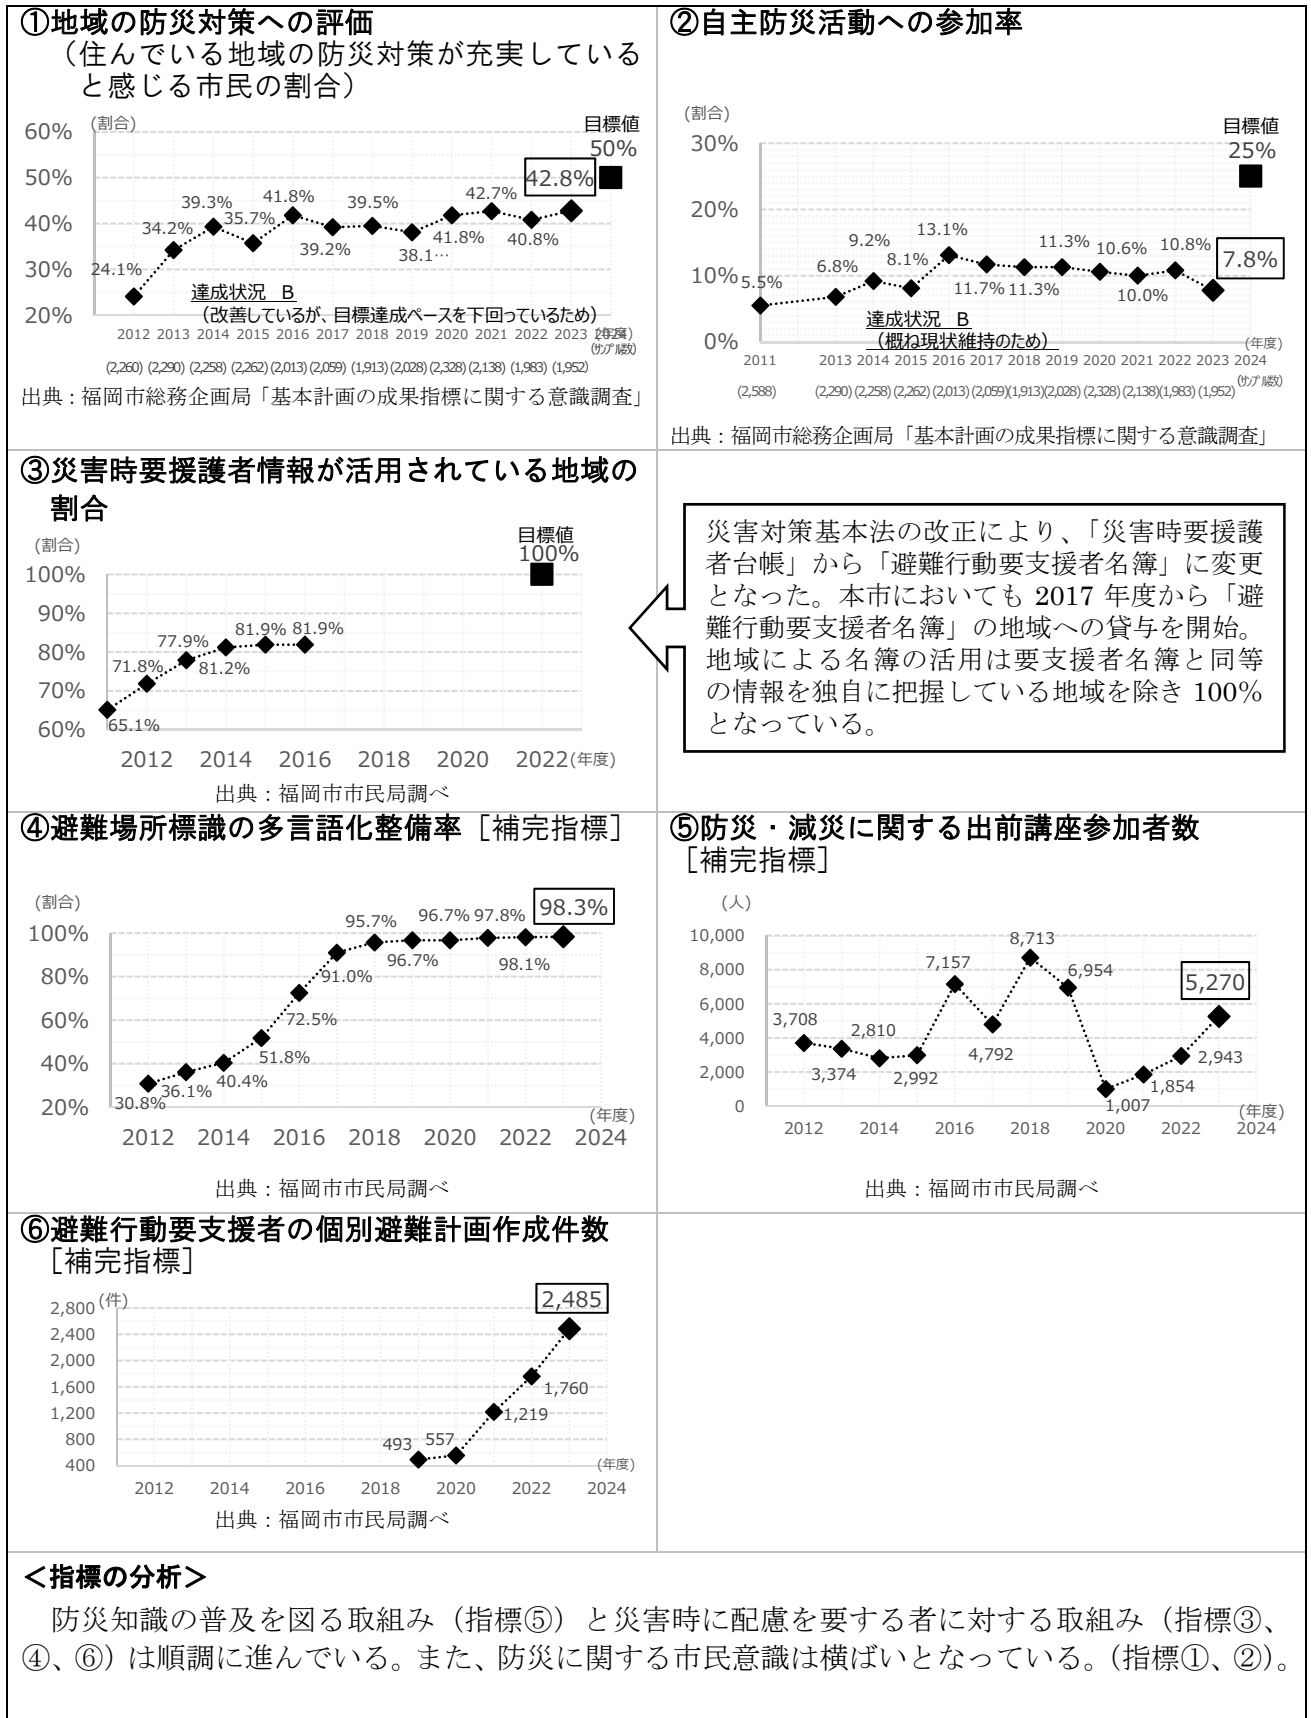 ①地域の防災対策への評価
（住んでいる地域の防災対策が充実している
と感じる市民の割合）
(割合)
目標値
50%
60%
50%
40%
30%
20%
24.1%
34.2%
39.3%
35.7%
41.8%
39.2%
39.5%
38.1…
41.8%
42.7%
40.8%
42.8%
達成状況　B
（改善しているが、目標達成ペースを下回っているため）
2012 2013 2014 2015 2016 2017 2018 2019 2020 2021 2022 2023 2024
(年度)
(ｻﾝﾌﾟﾙ数)
(2,260) (2,290) (2,258) (2,262) (2,013) (2,059) (1,913) (2,028) (2,328) (2,138) (1,983) (1,952)
出典：福岡市総務企画局「基本計画の成果指標に関する意識調査」
②自主防災活動への参加率
(割合)
目標値
25%
30%
20%
10%
0%
5.5%
6.8%
9.2%
8.1%
13.1%
11.7%
11.3%
11.3%
10.6%
10.0%
10.8%
7.8%
達成状況　B
（概ね現状維持のため）
(年度)
2011 2013 2014 2015 2016 2017 2018 2019 2020 2021 2022 2023 2024
(ｻﾝﾌﾟﾙ数)
(2,588) (2,290) (2,258) (2,262) (2,013) (2,059)(1,913)(2,028) (2,328) (2,138)(1,983) (1,952)
出典：福岡市総務企画局「基本計画の成果指標に関する意識調査」
③災害時要援護者情報が活用されている地域の
割合
(割合)
目標値
100%
100%
90%
80%
70%
60%
65.1%
71.8%
77.9%
81.2%
81.9%
81.9%
2012 2014 2016 2018 2020 2022(年度)
出典：福岡市市民局調べ
災害対策基本法の改正により、「災害時要援護
者台帳」から「避難行動要支援者名簿」に変更
となった。本市においても 2017 年度から「避
難行動要支援者名簿」の地域への貸与を開始。
地域による名簿の活用は要支援者名簿と同等
の情報を独自に把握している地域を除き 100％
となっている。
④避難場所標識の多言語化整備率［補完指標］
(割合)
100%
80%
60%
40%
20%
30.8%
36.1%
40.4%
51.8%
72.5%
91.0%
95.7%
96.7%
96.7%
97.8%
98.1%
98.3%
(年度)
2012 2014 2016 2018 2020 2022 2024
出典：福岡市市民局調べ
⑤防災・減災に関する出前講座参加者数
［補完指標］
(人)
10,000
8,000
6,000
4,000
2,000
0
3,708
3,374
2,810
2,992
7,157
4,792
8,713
6,954
1,007
1,854
2,943
5,270
(年度)
2012 2014 2016 2018 2020 2022 2024
出典：福岡市市民局調べ
⑥避難行動要支援者の個別避難計画作成件数
［補完指標］
(件)
2,800
2,400
2,000
1,600
1,200
800
400
493
557
1,219
1,760
2,485
(年度)
2012 2014 2016 2018 2020 2022 2024
出典：福岡市市民局調べ
＜指標の分析＞
防災知識の普及を図る取組み（指標⑤）と災害時に配慮を要する者に対する取組み（指標③、
④、⑥）は順調に進んでいる。また、防災に関する市民意識は横ばいとなっている。（指標①、②）。